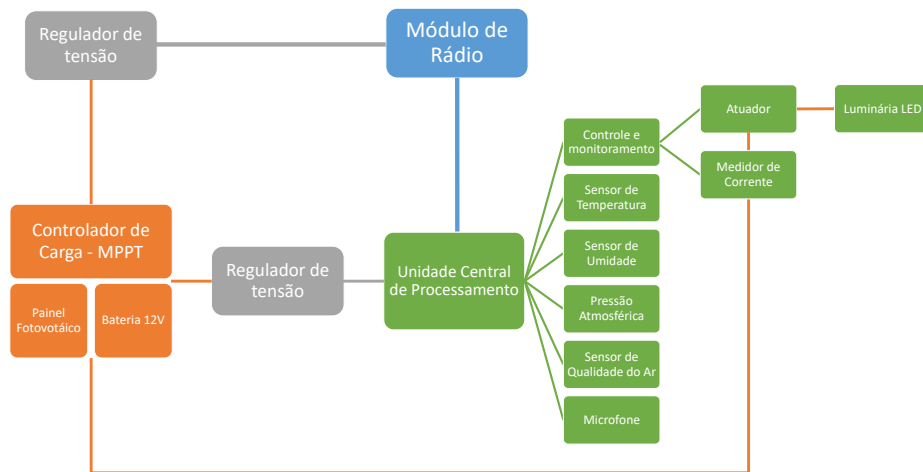 Regulador de
tensão
Módulo de
Rádio
Atuador
Luminária LED
Controle e
monitoramento
Medidor de
Corrente
Sensor de
Temperatura
Controlador de
Carga - MPPT
Regulador de
tensão
Unidade Central
de Processamento
Sensor de
Umidade
Painel
Fotovotáico
Bateria 12V
Pressão
Atmosférica
Sensor de
Qualidade do Ar
Microfone